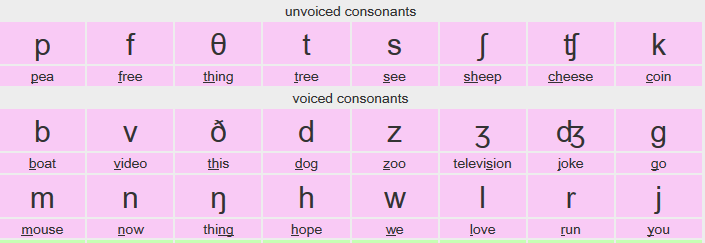 unvoiced consonants
p f θ t s ʃ ʧ k
pea free thing tree see sheep cheese coin
voiced consonants
b v ð d z ʒ ʤ g
boat video this dog zoo television joke go
m n ŋ h w l r j
mouse now thing hope we love run you